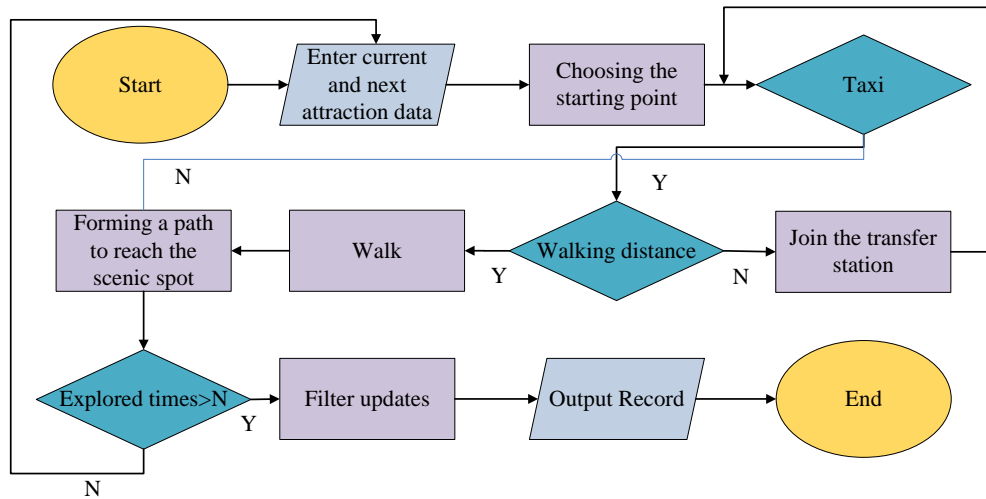 Start
Enter current
and next
attraction data
Choosing the
starting point
Taxi
N
Y
Forming a path
to reach the
scenic spot
Walk
Y
Walking distance
N
Join the transfer
station
Explored times>N
Y
Filter updates
Output Record
End
N